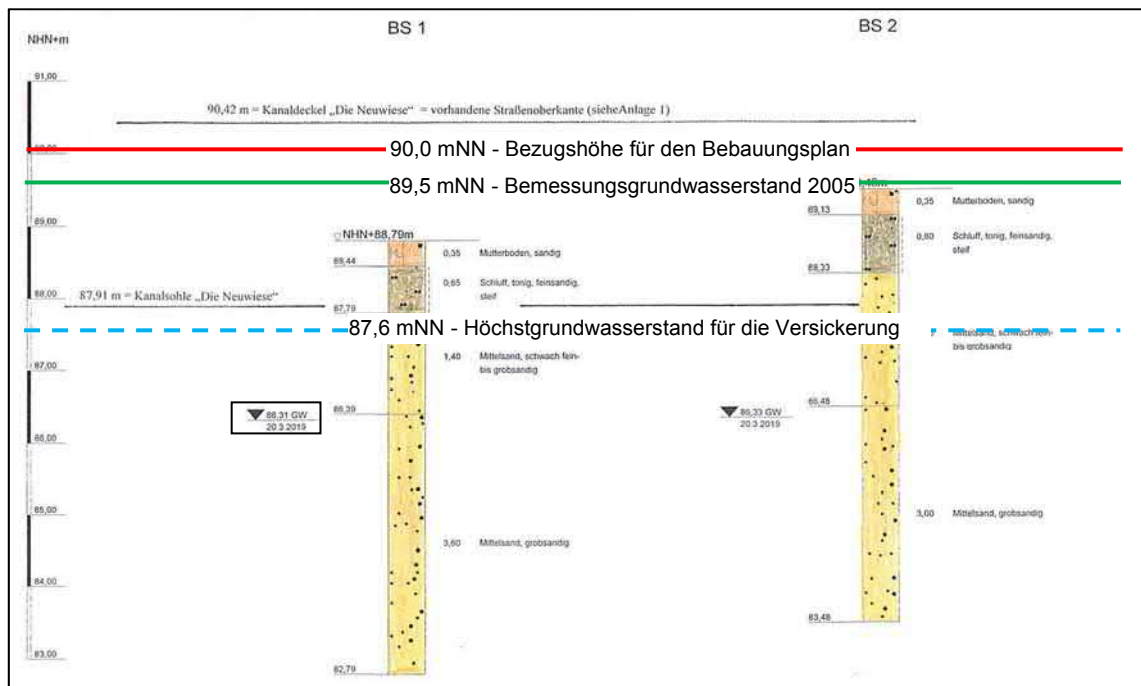 BS 1
BS 2
NHN+m
91,00
90,42 m = Kanaldeckel „Die Neuwiese“ = vorhandene Straßenoberkante (sieheAnlage 1)
90,0 mNN - Bezugshöhe für den Bebauungsplan
89,5 mNN - Bemessungsgrundwasserstand 2005
0,35 Mutterboden, sandig
89,13
89,00
0,80 Schluff, tonig, feinsandig,
steif
NHN+88,79m
0,35 Mutterboden, sandig
88,44
88,33
0,65 Schluff, tonig, feinsandig,
steif
88,00
87,91 m = Kanalsohle „Die Neuwiese“
87,79
87,6 mNN - Höchstgrundwasserstand für die Versickerung
Mittelsand, schwach fein-
bis grobsandig
1,40 Mittelsand, schwach fein-
bis grobsandig
87,00
86,39
86,48
86,31 GW
20.3.2019
86,33 GW
20.3.2019
86,00
85,00
3,00 Mittelsand, grobsandig
3,60 Mittelsand, grobsandig
84,00
83,48
83,00
82,79